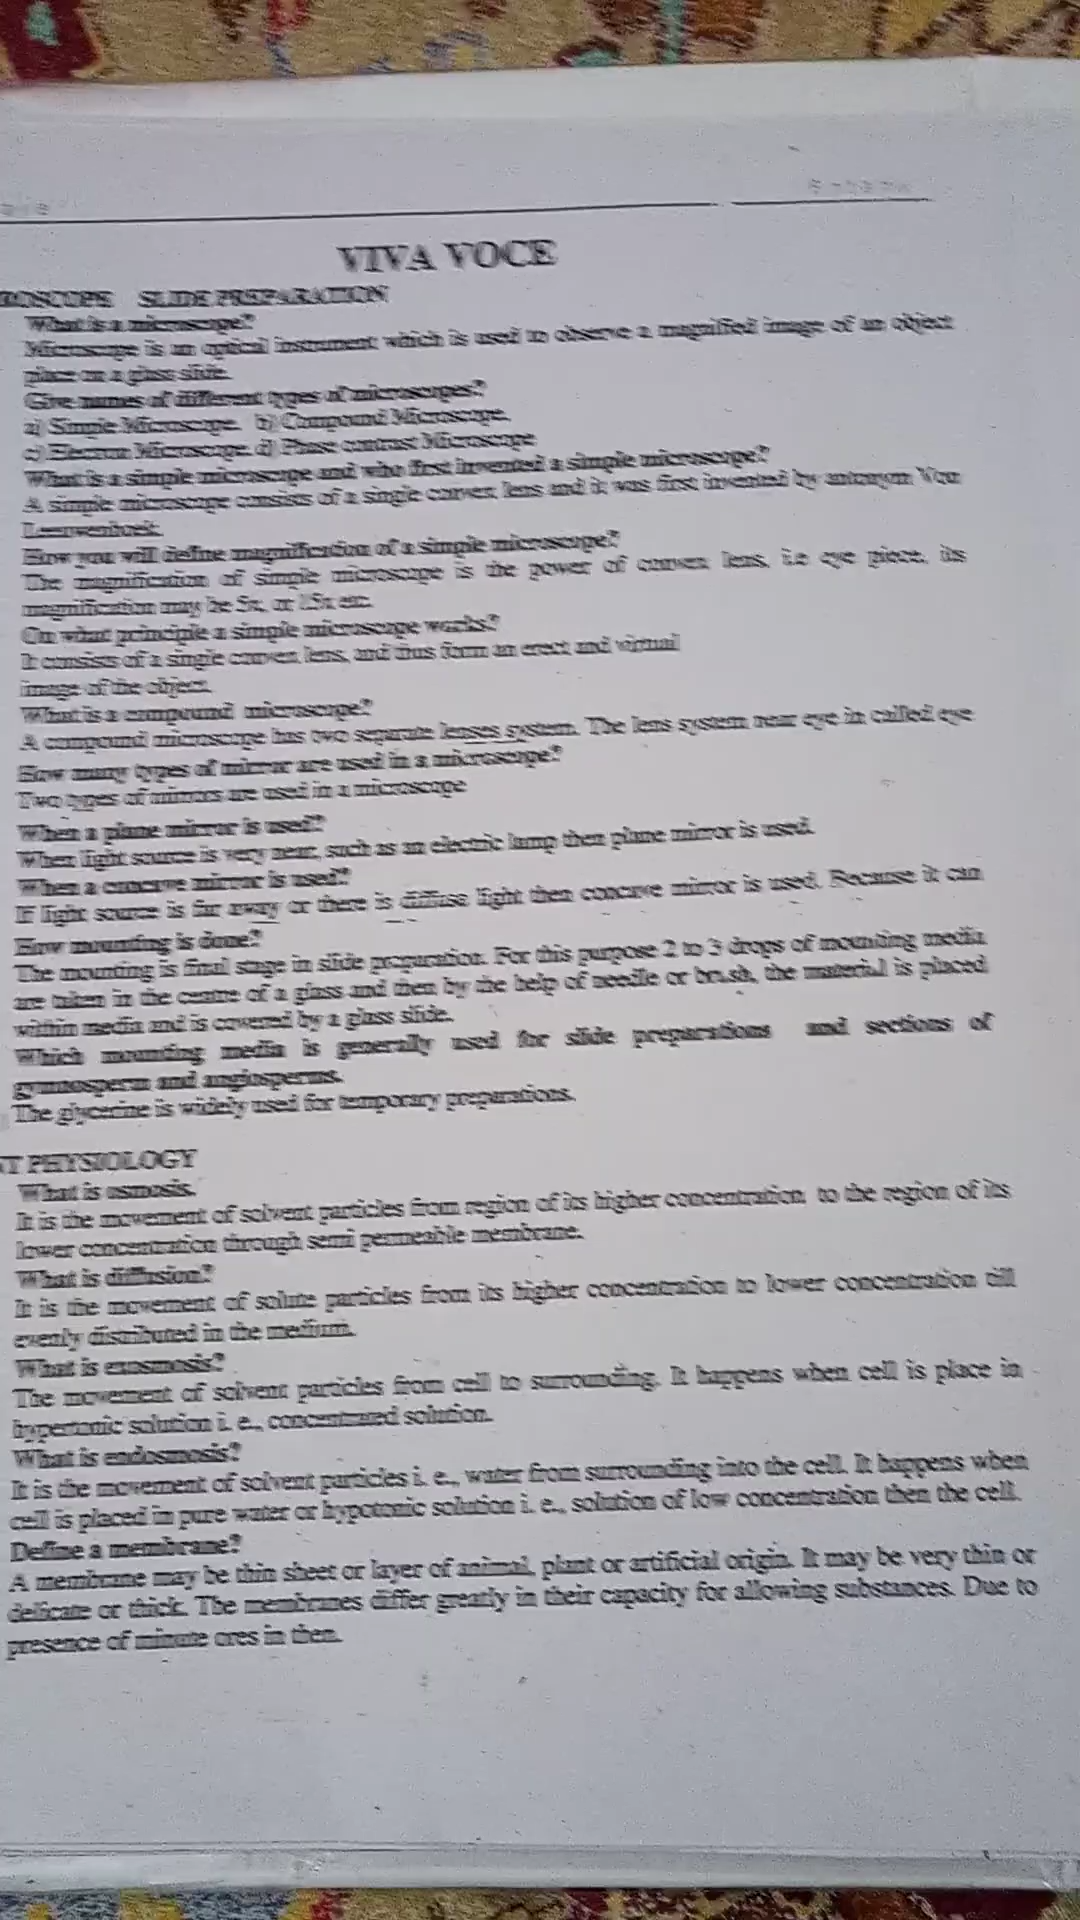 VIVA VOCE
ROSCOPE SLIDE PREPARATION
What is a microscope?
Microscope is an optical instrument which is used to observe a magnified image of an object
place on a glass slide.
Give names of different types of microscopes?
a) Simple Microscope. b) Compound Microscope.
c) Electron Microscope. d) Phase contrast Microscope
What is a simple microscope and who first invented a simple microscope?
A simple microscope consists of a single convex lens and it was first invented by antonym Von
Leeuwenhoek.
How you will define magnification of a simple microscope?
The magnification of simple microscope is the power of convex lens, i.e eye piece, its
magnification may be 5x, or 15x etc.
On what principle a simple microscope works?
It consists of a single convex lens, and thus form an erect and virtual
image of the object.
What is a compound microscope?
A compound microscope has two separate lenses system. The lens system near eye in called eye
How many types of mirror are used in a microscope?
Two types of mirrors are used in a microscope
When a plane mirror is used?
When light source is very near, such as an electric lamp then plane mirror is used.
When a concave mirror is used?
If light source is far away or there is diffuse light then concave mirror is used. Because it can
How mounting is done?
The mounting is final stage in slide preparation. For this purpose 2 to 3 drops of mounting media
are taken in the centre of a glass and then by the help of needle or brush, the material is placed
within media and is covered by a glass slide.
Which mounting media is generally used for slide preparations and sections of
gymnosperm and angiosperms.
The glycerine is widely used for temporary preparations.
T PHYSIOLOGY
What is osmosis.
It is the movement of solvent particles from region of its higher concentration to the region of its
lower concentration through semi permeable membrane.
What is diffusion?
It is the movement of solute particles from its higher concentration to lower concentration till
evenly distributed in the medium.
What is exosmosis?
The movement of solvent particles from cell to surrounding. It happens when cell is place in
hypertonic solution i. e., concentrated solution.
What is endosmosis?
It is the movement of solvent particles i. e., water from surrounding into the cell. It happens when
cell is placed in pure water or hypotonic solution i. e., solution of low concentration then the cell.
Define a membrane?
A membrane may be thin sheet or layer of animal, plant or artificial origin. It may be very thin or
delicate or thick. The membranes differ greatly in their capacity for allowing substances. Due to
presence of minute ores in then.